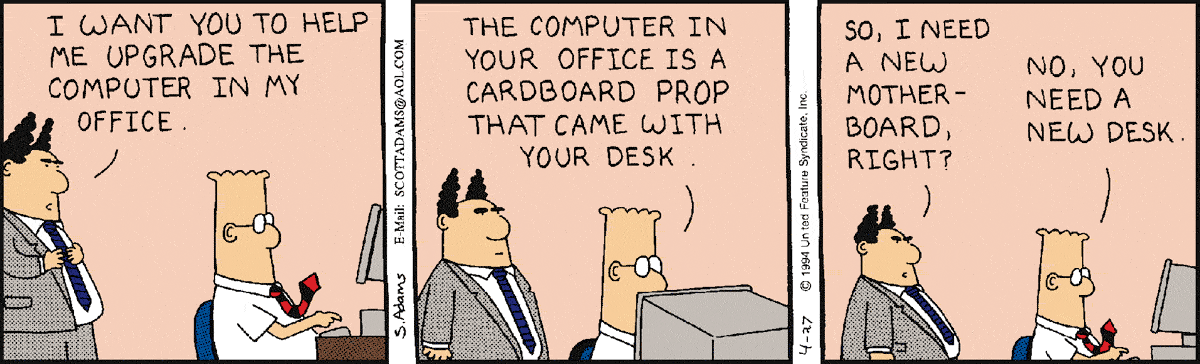 I WANT YOU TO HELP
ME UPGRADE THE
COMPUTER IN MY
OFFICE.
S.Adams
E-Mail: SCOTTADAMS@AOL.COM
THE COMPUTER IN
YOUR OFFICE IS A
CARDBOARD PROP
THAT CAME WITH
YOUR DESK.
4-27
© 1994 United Feature Syndicate, Inc.
SO, I NEED
A NEW
MOTHER-
BOARD,
RIGHT?
NO, YOU
NEED A
NEW DESK.